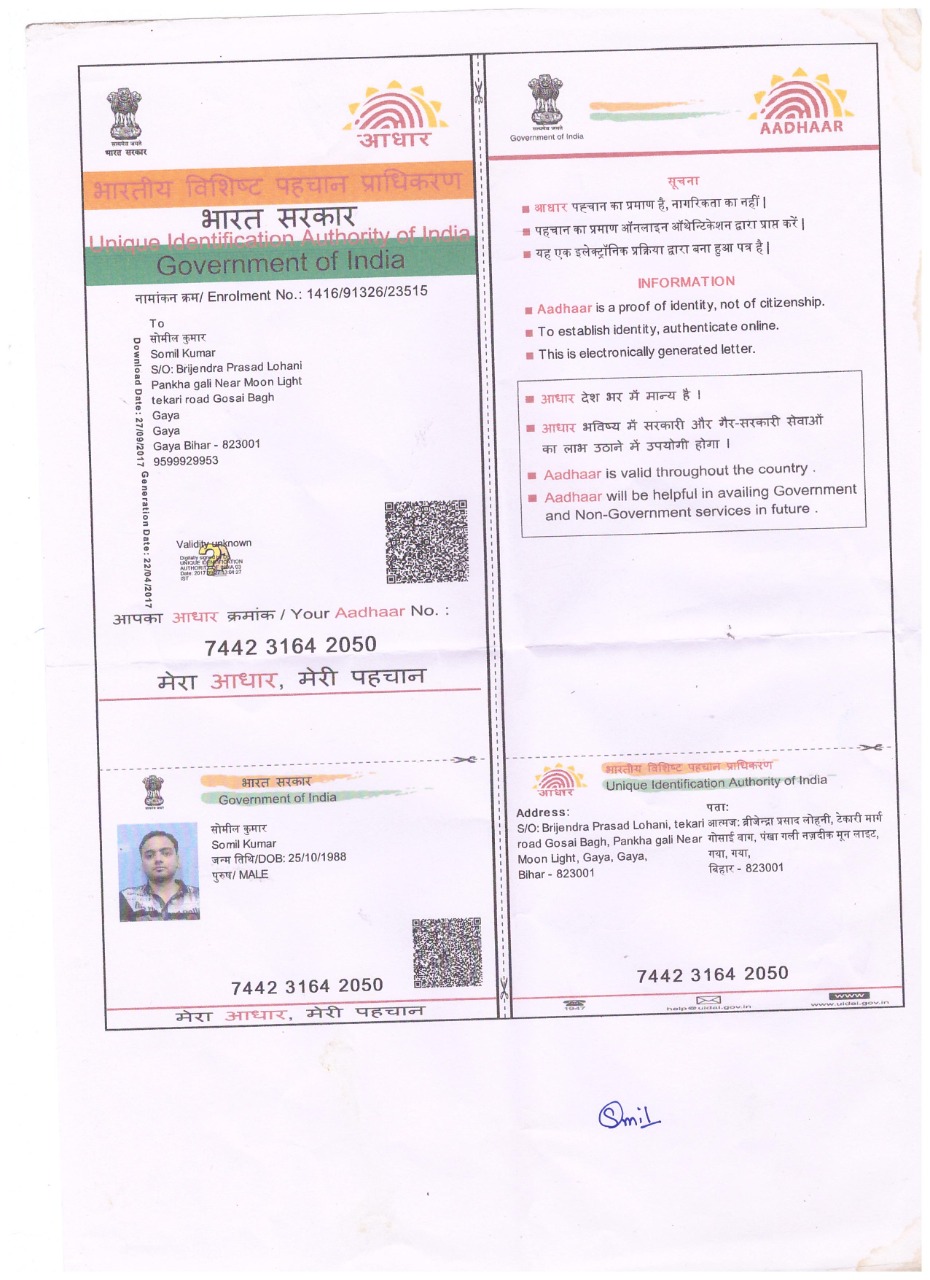 सत्यमेव जयते
भारत सरकार
आधार
भारतीय विशिष्ट पहचान प्राधिकरण
भारत सरकार
Unique Identification Authority of India
Government of India
नामांकन क्रम/ Enrolment No.: 1416/91326/23515
To
सोमील कुमार
Somil Kumar
S/O: Brijendra Prasad Lohani
Pankha gali Near Moon Light
tekari road Gosai Bagh
Gaya
Gaya
Gaya Bihar - 823001
9599929953
Download Date: 27/09/2017 Generation Date: 22/04/2017
Validity unknown
Digitally signed by
UNIQUE IDENTIFICATION
IST
आपका आधार क्रमांक / Your Aadhaar No. :
7442 3164 2050
मेरा आधार, मेरी पहचान
सत्यमेव जयते
Government of India
AADHAAR
सूचना
आधार पहचान का प्रमाण है, नागरिकता का नहीं |
पहचान का प्रमाण ऑनलाइन ऑथेन्टिकेशन द्वारा प्राप्त करें |
यह एक इलेक्ट्रॉनिक प्रक्रिया द्वारा बना हुआ पत्र है |
INFORMATION
Aadhaar is a proof of identity, not of citizenship.
To establish identity, authenticate online.
This is electronically generated letter.
आधार देश भर में मान्य है ।
आधार भविष्य में सरकारी और गैर-सरकारी सेवाओं
का लाभ उठाने में उपयोगी होगा ।
Aadhaar is valid throughout the country .
Aadhaar will be helpful in availing Government
and Non-Government services in future .
भारत सरकार
Government of India
सोमील कुमार
Somil Kumar
जन्म तिथि/DOB: 25/10/1988
पुरुष/ MALE
7442 3164 2050
मेरा आधार, मेरी पहचान
आधार
भारतीय विशिष्ट पहचान प्राधिकरण
Unique Identification Authority of India
Address:
S/O: Brijendra Prasad Lohani, tekari
road Gosai Bagh, Pankha gali Near
Moon Light, Gaya, Gaya,
Bihar - 823001
पता:
आत्मज: ब्रीजेन्द्रा प्रसाद लोहनी, टेकारी मार्ग
गोसाई वाग, पंखा गली नज़दीक मून लाइट,
गया, गया,
बिहार - 823001
7442 3164 2050
1947
help@uidai.gov.in
www
www.uidai.gov.in
Somil